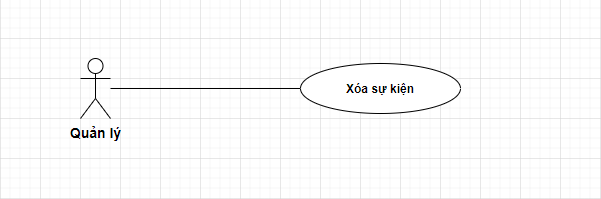 Xóa sự kiện
Quản lý